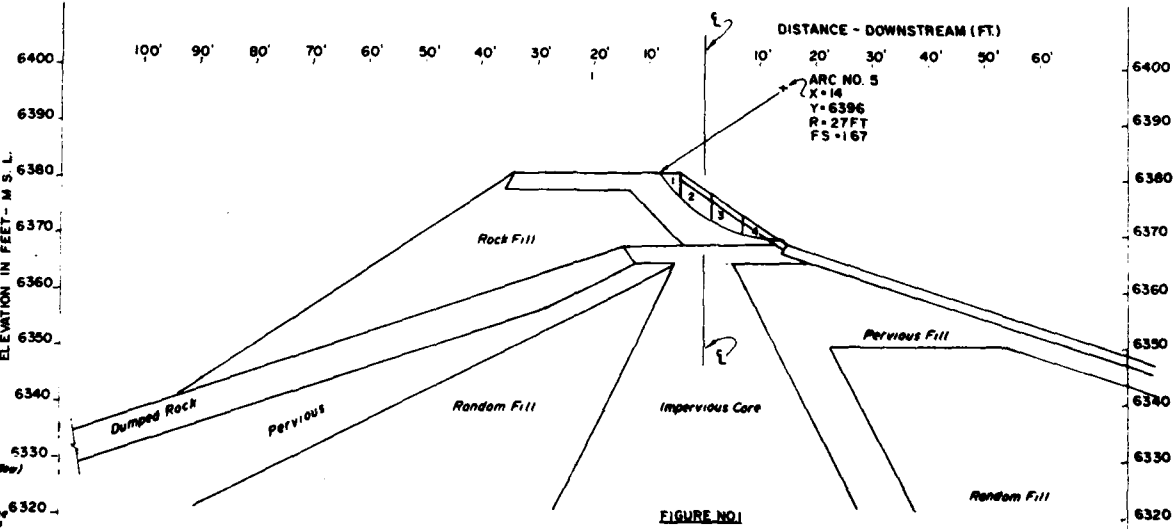 DISTANCE - DOWNSTREAM (FT.)
100' 90' 80' 70' 60' 50' 40' 30' 20' 10' 10' 20' 30' 40' 50' 60'
℄
ARC NO. 5
X=14
Y=6396
R=27FT
FS=1.67
ELEVATION IN FEET - M.S.L.
6400
6390
6380
6370
6360
6350
6340
6330
6320
6400
6390
6380
6370
6360
6350
6340
6330
6320
1
2
3
4
Rock Fill
℄
Pervious Fill
Dumped Rock
Pervious
Random Fill
Impervious Core
Random Fill
FIGURE NO 1